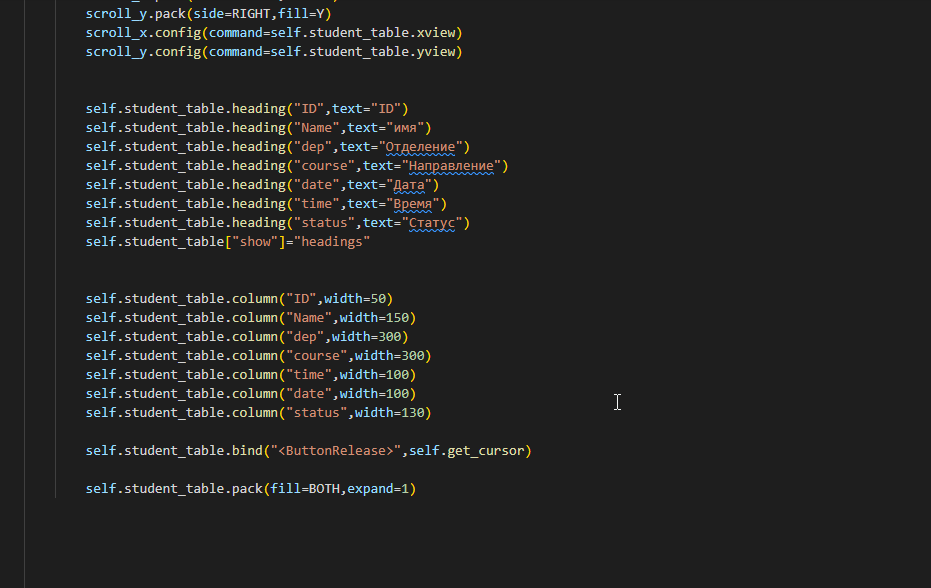 scroll_y.pack(side=RIGHT,fill=Y)
scroll_x.config(command=self.student_table.xview)
scroll_y.config(command=self.student_table.yview)
self.student_table.heading("ID",text="ID")
self.student_table.heading("Name",text="имя")
self.student_table.heading("dep",text="Отделение")
self.student_table.heading("course",text="Направление")
self.student_table.heading("date",text="Дата")
self.student_table.heading("time",text="Время")
self.student_table.heading("status",text="Статус")
self.student_table["show"]="headings"
self.student_table.column("ID",width=50)
self.student_table.column("Name",width=150)
self.student_table.column("dep",width=300)
self.student_table.column("course",width=300)
self.student_table.column("time",width=100)
self.student_table.column("date",width=100)
self.student_table.column("status",width=130)
self.student_table.bind("<ButtonRelease>",self.get_cursor)
self.student_table.pack(fill=BOTH,expand=1)